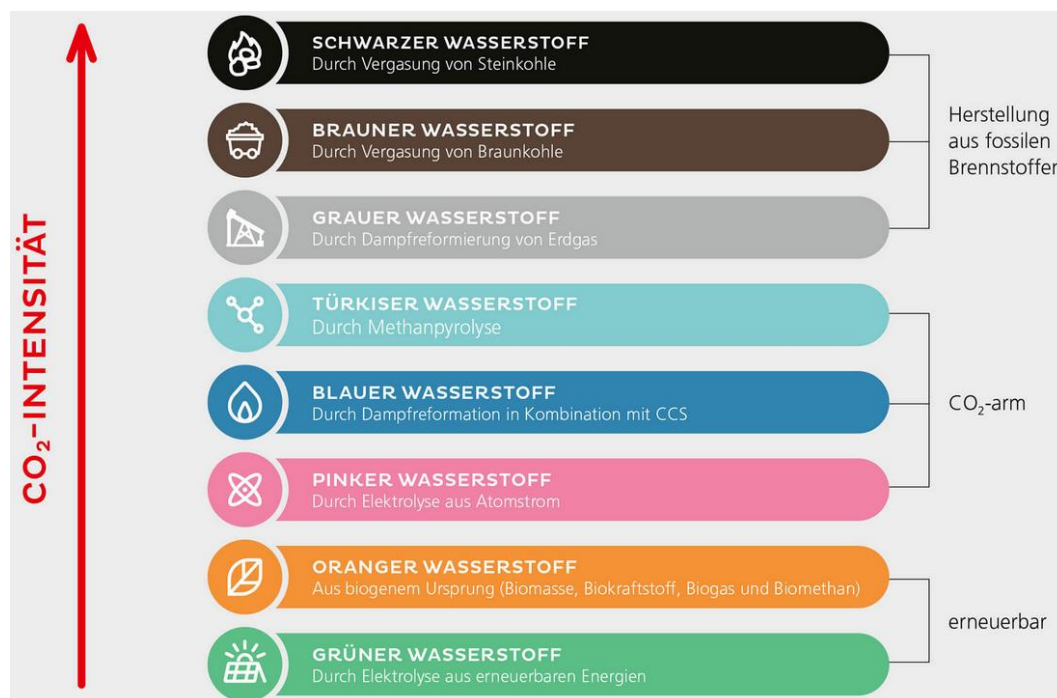 CO₂-INTENSITÄT
SCHWARZER WASSERSTOFF
Durch Vergasung von Steinkohle
BRAUNER WASSERSTOFF
Durch Vergasung von Braunkohle
GRAUER WASSERSTOFF
Durch Dampfreformierung von Erdgas
Herstellung
aus fossilen
Brennstoffen
TÜRKISER WASSERSTOFF
Durch Methanpyrolyse
BLAUER WASSERSTOFF
Durch Dampfreformation in Kombination mit CCS
PINKER WASSERSTOFF
Durch Elektrolyse aus Atomstrom
CO₂-arm
ORANGER WASSERSTOFF
Aus biogenem Ursprung (Biomasse, Biokraftstoff, Biogas und Biomethan)
GRÜNER WASSERSTOFF
Durch Elektrolyse aus erneuerbaren Energien
erneuerbar